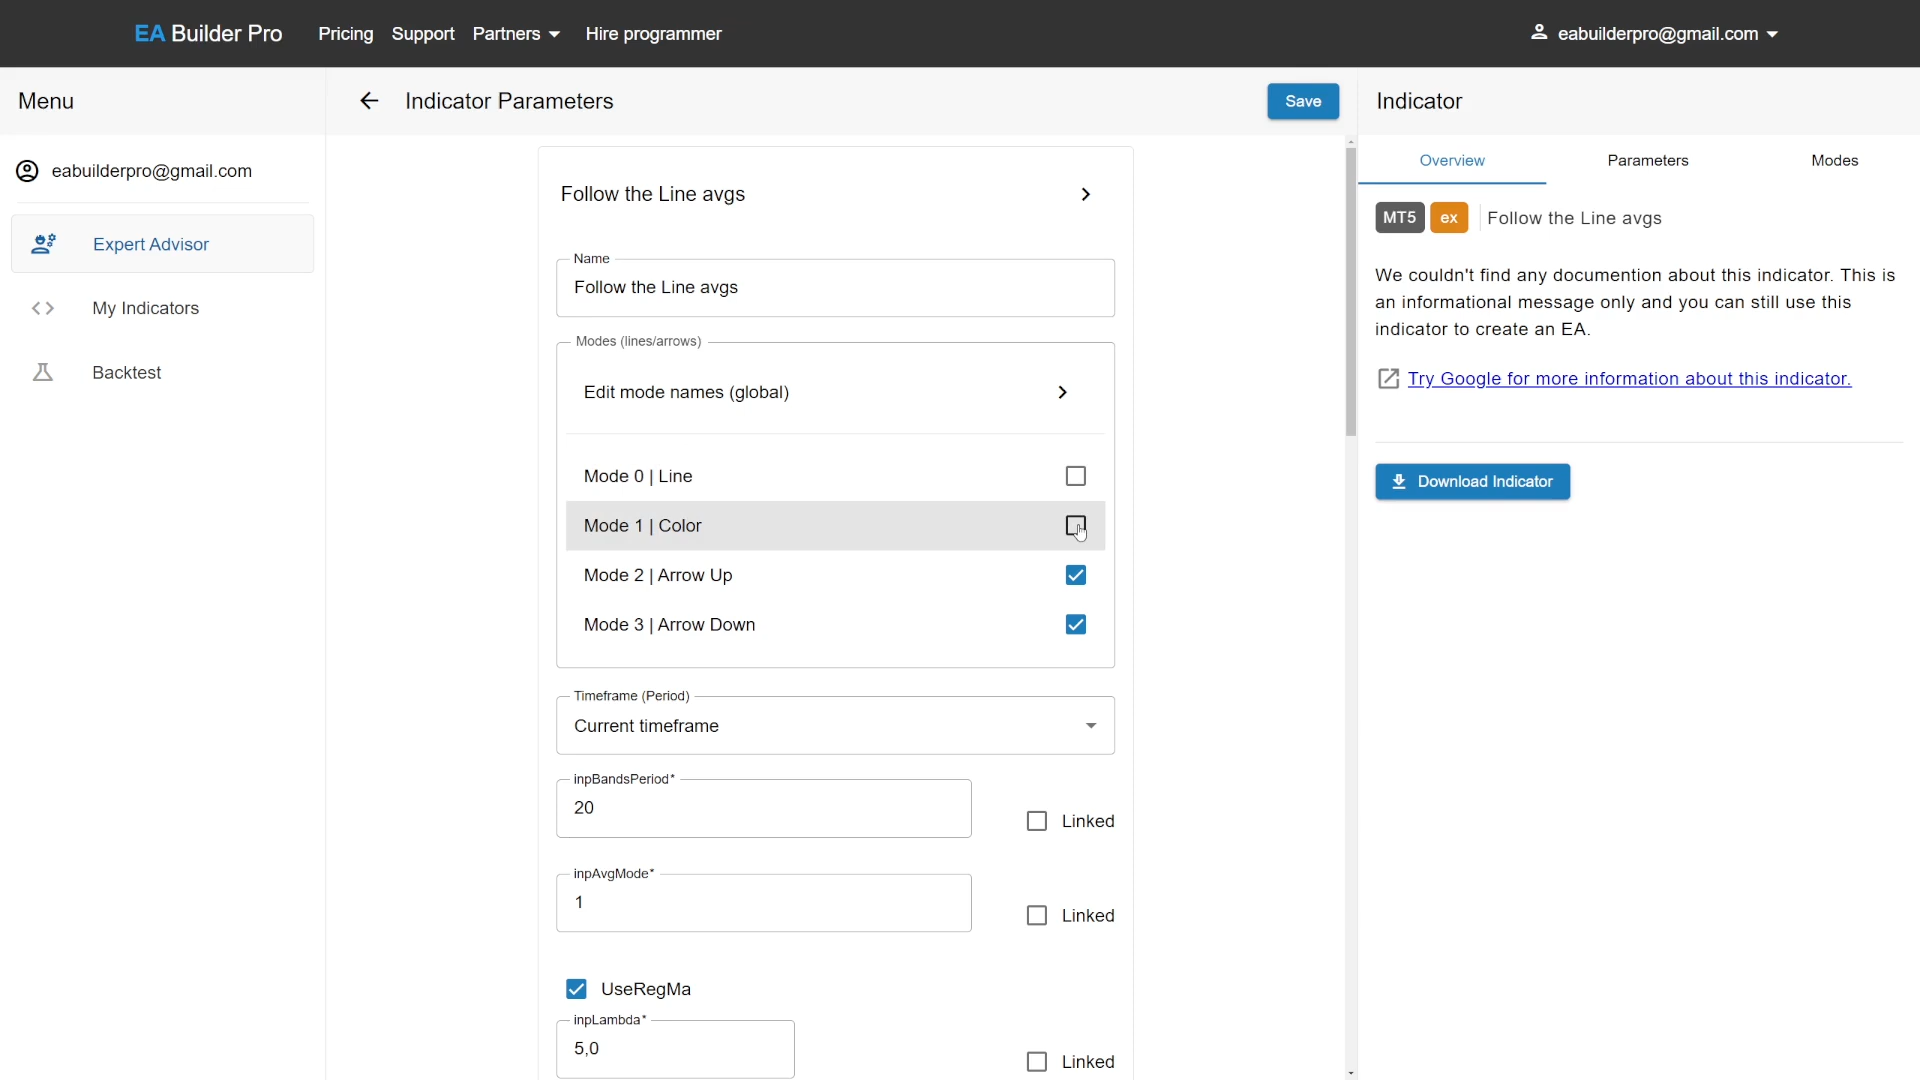 EA Builder Pro
Pricing
Support
Partners
Hire programmer
eabuilderpro@gmail.com
Menu
Indicator Parameters
Save
Indicator
eabuilderpro@gmail.com
Expert Advisor
My Indicators
Backtest
Follow the Line avgs
Name
Follow the Line avgs
Modes (lines/arrows)
Edit mode names (global)
Mode 0 | Line
Mode 1 | Color
Mode 2 | Arrow Up
Mode 3 | Arrow Down
Timeframe (Period)
Current timeframe
inpBandsPeriod*
20
Linked
inpAvgMode*
1
Linked
UseRegMa
inpLambda*
5,0
Linked
Overview
Parameters
Modes
MT5
ex
Follow the Line avgs
We couldn't find any documention about this indicator. This is
an informational message only and you can still use this
indicator to create an EA.
Try Google for more information about this indicator.
Download Indicator